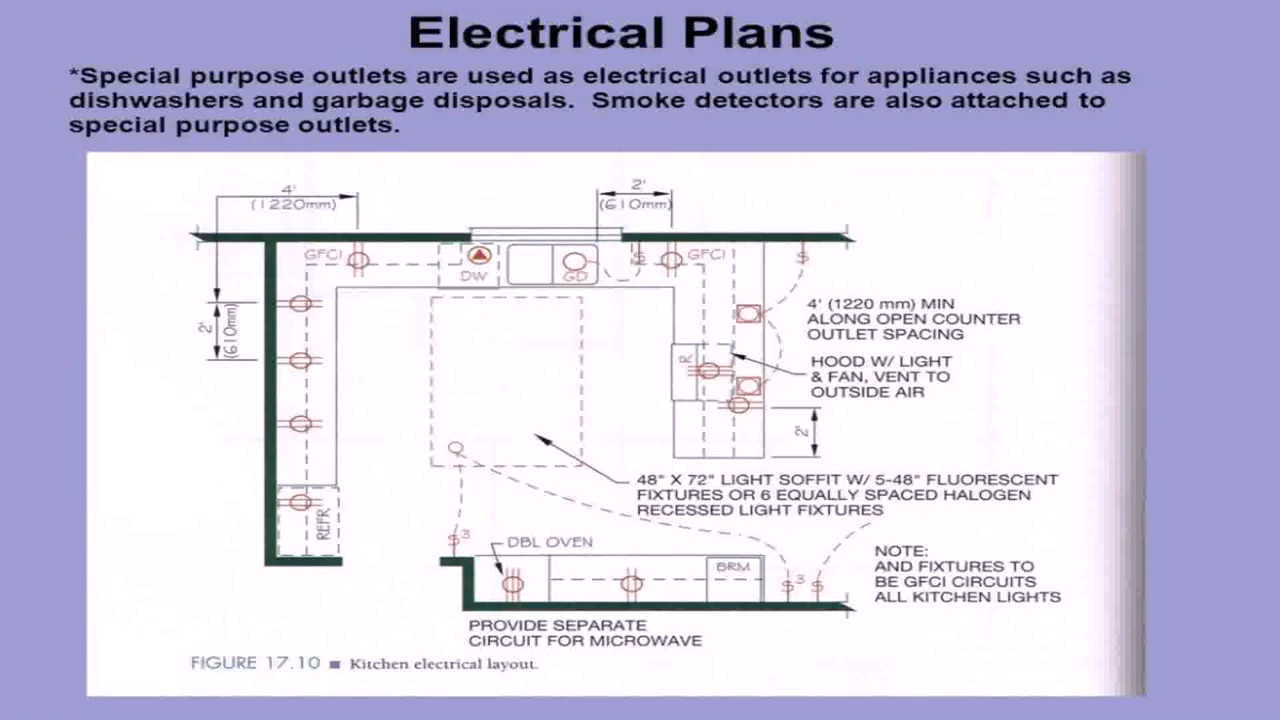 Electrical Plans
*Special purpose outlets are used as electrical outlets for appliances such as
dishwashers and garbage disposals. Smoke detectors are also attached to
special purpose outlets.
4'
(1220mm)
2'
(610mm)
GFCI
DW
GD
$
GFCI
$
2'
(610mm)
4' (1220 mm) MIN
ALONG OPEN COUNTER
OUTLET SPACING
R
HOOD W/ LIGHT
& FAN, VENT TO
OUTSIDE AIR
2'
48" X 72" LIGHT SOFFIT W/ 5-48" FLUORESCENT
FIXTURES OR 6 EQUALLY SPACED HALOGEN
RECESSED LIGHT FIXTURES
REFR
$3
DBL OVEN
BRM
$3
$
NOTE:
AND FIXTURES TO
BE GFCI CIRCUITS
ALL KITCHEN LIGHTS
PROVIDE SEPARATE
CIRCUIT FOR MICROWAVE
FIGURE 17.10 ■ Kitchen electrical layout.